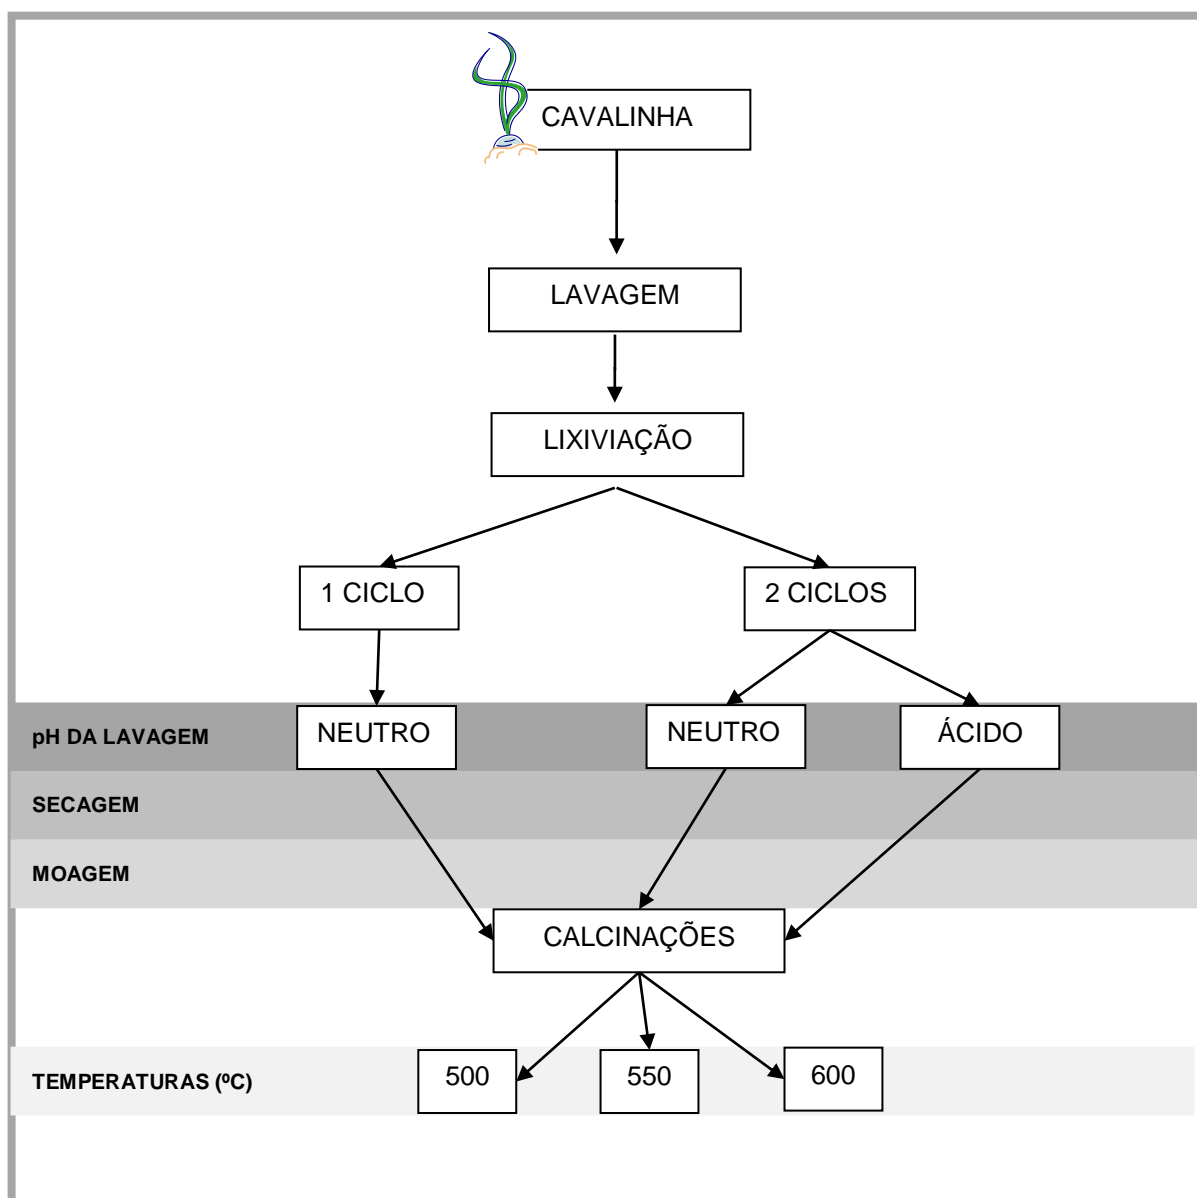 CAVALINHA
LAVAGEM
LIXIVIAÇÃO
1 CICLO
2 CICLOS
pH DA LAVAGEM
NEUTRO
NEUTRO
ÁCIDO
SECAGEM
MOAGEM
CALCINAÇÕES
TEMPERATURAS (ºC)
500
550
600